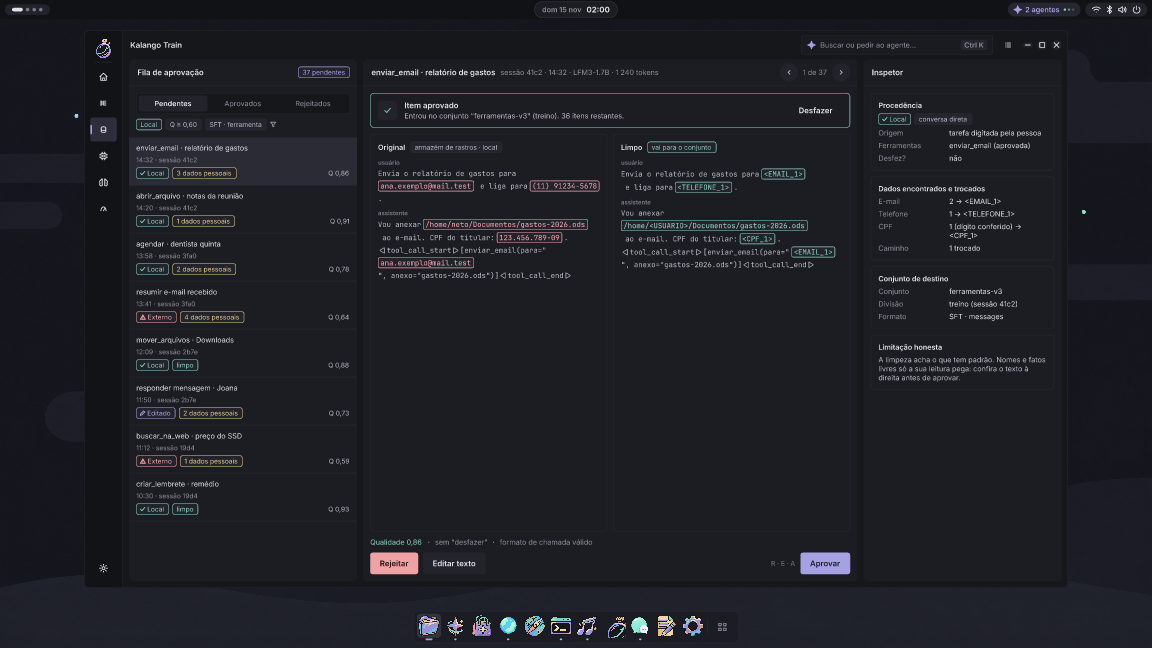 dom 15 nov 02:00
2 agentes
Kalango Train
Buscar ou pedir ao agente...
Ctrl K
Fila de aprovação
37 pendentes
Pendentes
Aprovados
Rejeitados
Local
Q ≥ 0,60
SFT · ferramenta
enviar_email · relatório de gastos
14:32 · sessão 41c2
Local
3 dados pessoais
Q 0,86
abrir_arquivo · notas da reunião
14:20 · sessão 41c2
Local
1 dados pessoais
Q 0,91
agendar · dentista quinta
13:58 · sessão 3fa0
Local
2 dados pessoais
Q 0,78
resumir e-mail recebido
13:41 · sessão 3fa0
Externo
4 dados pessoais
Q 0,64
mover_arquivos · Downloads
12:09 · sessão 2b7e
Local
limpo
Q 0,88
responder mensagem · Joana
11:50 · sessão 2b7e
Editado
2 dados pessoais
Q 0,73
buscar_na_web · preço do SSD
11:12 · sessão 19d4
Externo
1 dados pessoais
Q 0,59
criar_lembrete · remédio
10:30 · sessão 19d4
Local
limpo
Q 0,93
enviar_email · relatório de gastos sessão 41c2 · 14:32 · LFM3-1.7B · 1 240 tokens
1 de 37
Item aprovado
Entrou no conjunto "ferramentas-v3" (treino). 36 itens restantes.
Desfazer
Original
armazém de rastros · local
usuário
Envia o relatório de gastos para
ana.exemplo@mail.test e liga para (11) 91234-5678
.
assistente
Vou anexar /home/neto/Documentos/gastos-2026.ods
ao e-mail. CPF do titular: 123.456.789-09 .
<|tool_call_start|>[enviar_email(para="
ana.exemplo@mail.test
", anexo="gastos-2026.ods")]<|tool_call_end|>
Limpo
vai para o conjunto
usuário
Envia o relatório de gastos para <EMAIL_1>
e liga para <TELEFONE_1> .
assistente
Vou anexar
/home/<USUARIO>/Documentos/gastos-2026.ods
ao e-mail. CPF do titular: <CPF_1> .
<|tool_call_start|>[enviar_email(para=" <EMAIL_1>
", anexo="gastos-2026.ods")]<|tool_call_end|>
Qualidade 0,86 · sem "desfazer" · formato de chamada válido
Rejeitar
Editar texto
R · E · A
Aprovar
Inspetor
Procedência
Local
conversa direta
Origem tarefa digitada pela pessoa
Ferramentas enviar_email (aprovada)
Desfez? não
Dados encontrados e trocados
E-mail 2 → <EMAIL_1>
Telefone 1 → <TELEFONE_1>
CPF 1 (dígito conferido) →
<CPF_1>
Caminho 1 trocado
Conjunto de destino
Conjunto ferramentas-v3
Divisão treino (sessão 41c2)
Formato SFT · messages
Limitação honesta
A limpeza acha o que tem padrão. Nomes e fatos
livres só a sua leitura pega: confira o texto à
direita antes de aprovar.